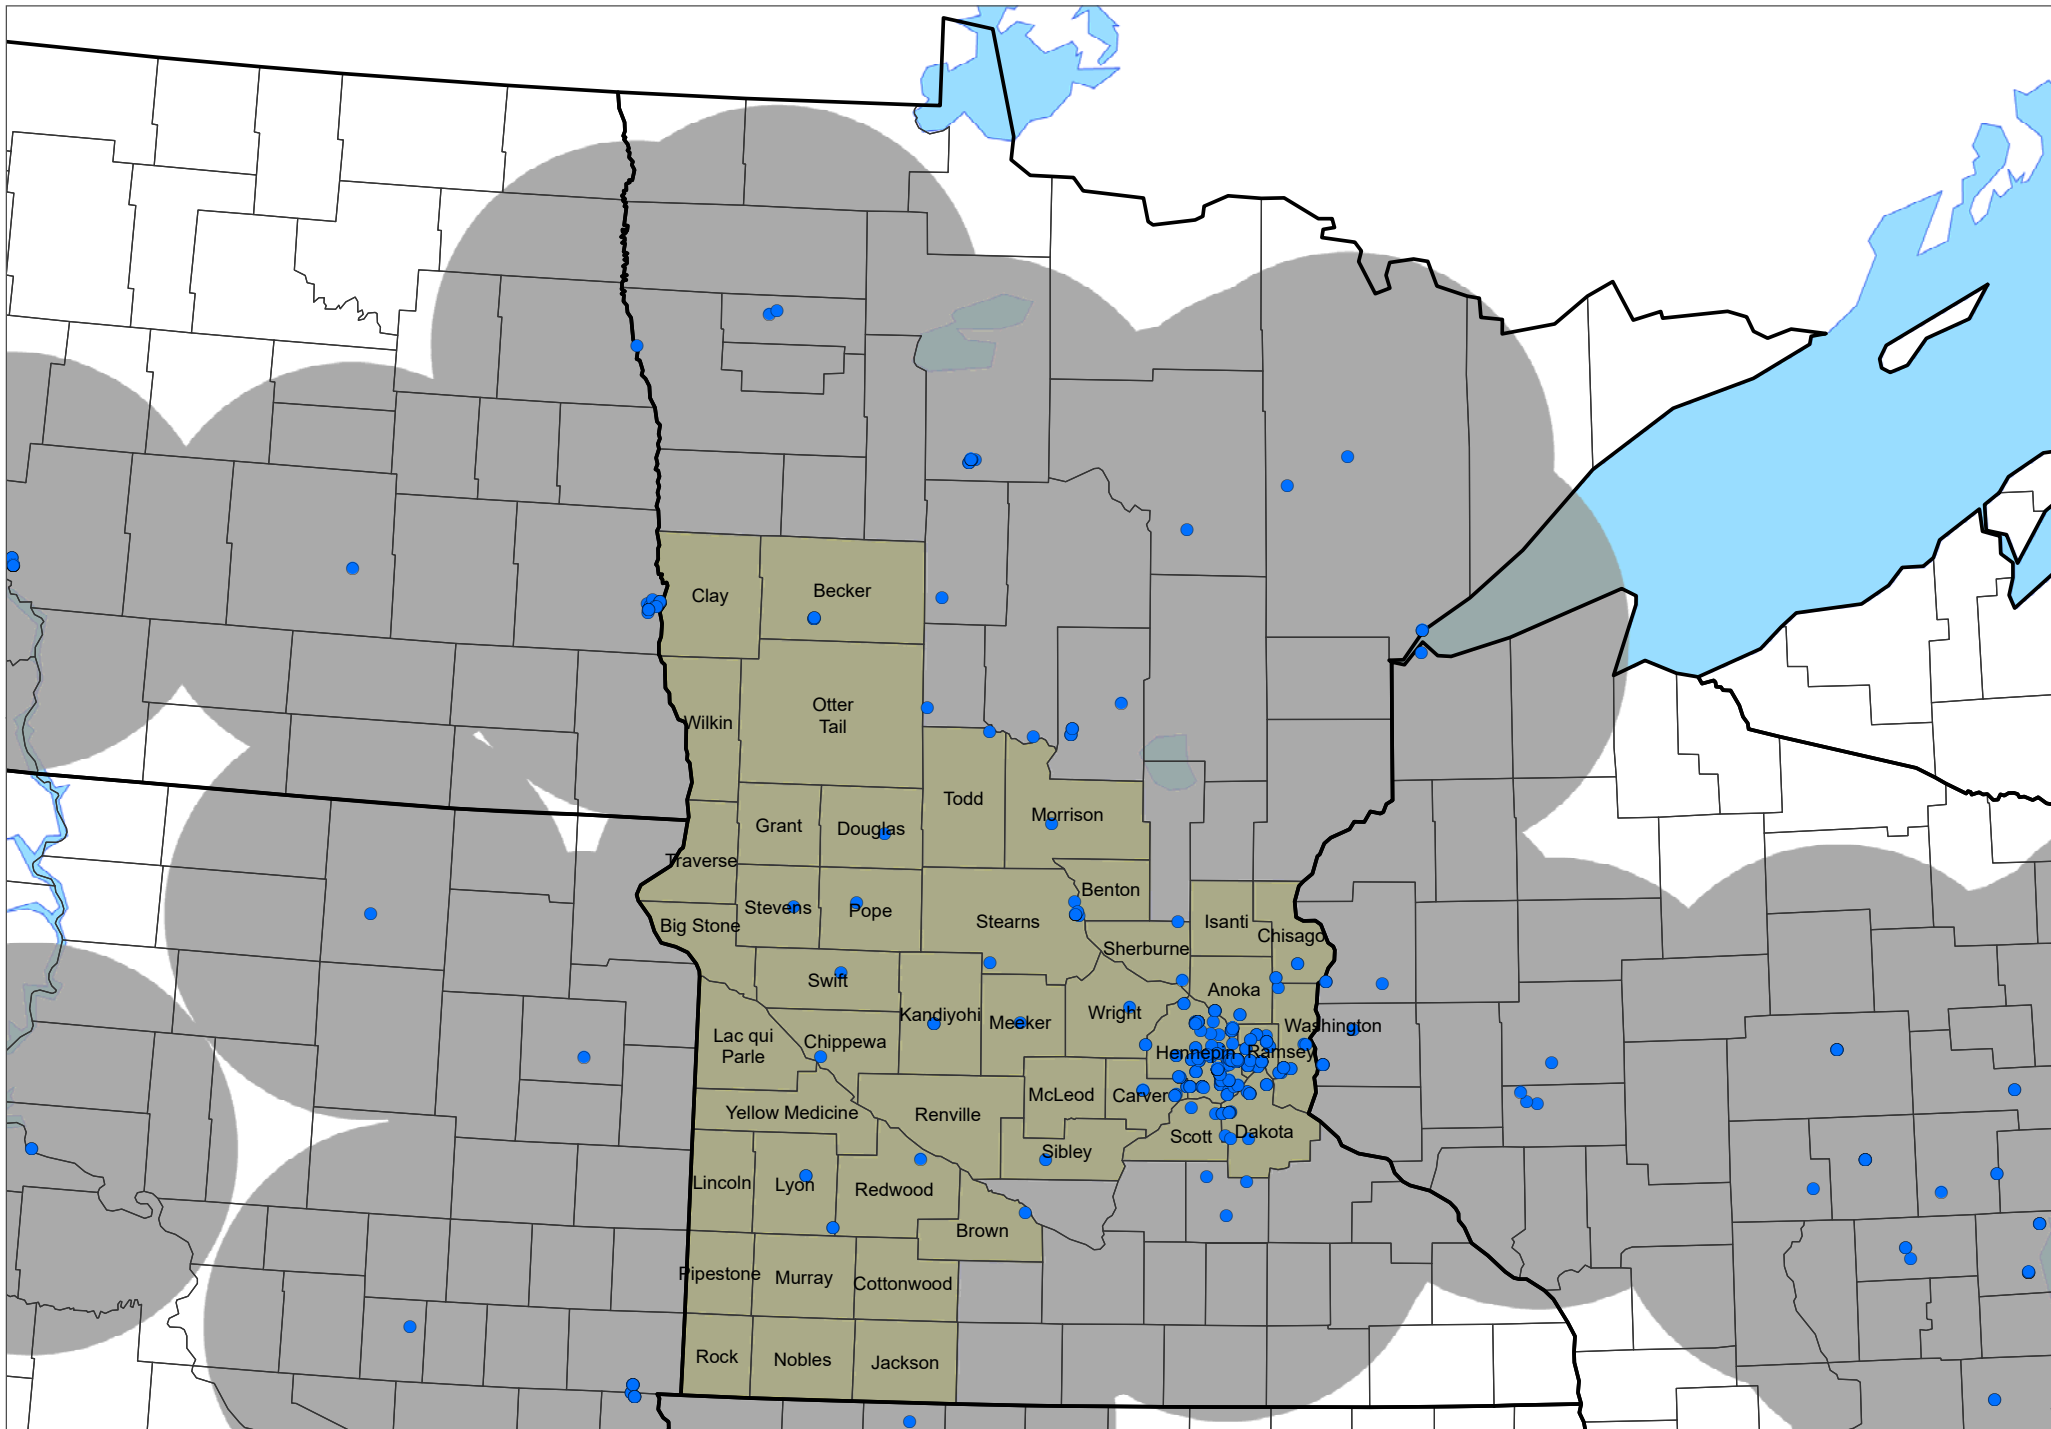 Clay
Becker
Wilkin
Otter
Tail
Todd
Morrison
Grant
Douglas
Traverse
Benton
Stevens
Pope
Stearns
Big Stone
Isanti
Chisago
Sherburne
Swift
Anoka
Kandiyohi
Meeker
Wright
Washington
Lac qui
Parle
Chippewa
Hennepin
Ramsey
McLeod
Carver
Yellow Medicine
Renville
Scott
Dakota
Sibley
Lincoln
Lyon
Redwood
Brown
Pipestone
Murray
Cottonwood
Rock
Nobles
Jackson